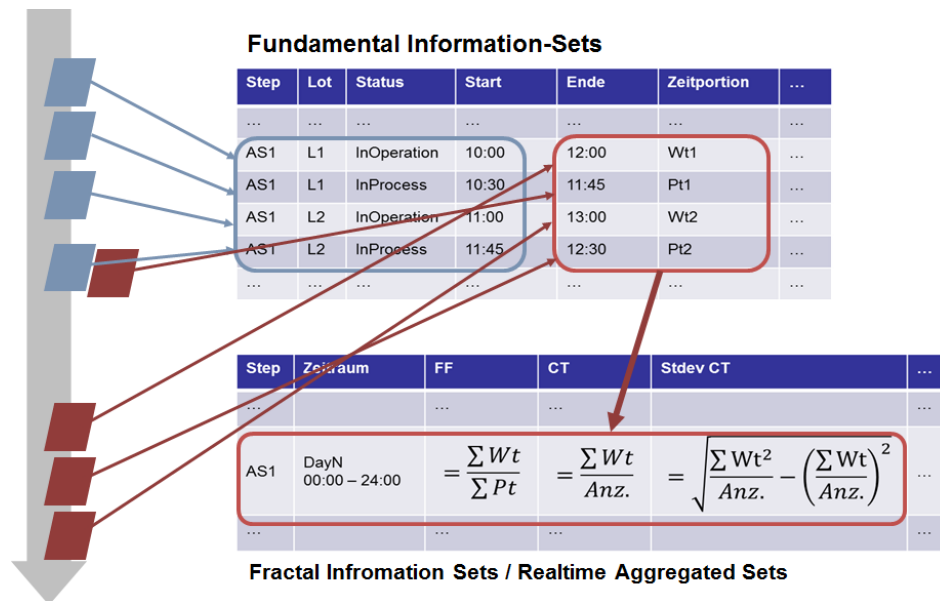 Fundamental Information-Sets
Step Lot Status Start Ende Zeitportion ...
... ... ... ... ... ... ...
AS1 L1 InOperation 10:00 12:00 Wt1 ...
AS1 L1 InProcess 10:30 11:45 Pt1 ...
AS1 L2 InOperation 11:00 13:00 Wt2 ...
AS1 L2 InProcess 11:45 12:30 Pt2 ...
... ... ... ... ... ... ...
Step Zeitraum FF CT Stdev CT ...
... ... ... ... ...
AS1 DayN 00:00 – 24:00 = ∑ Wt / ∑ Pt = ∑ Wt / Anz. = √(∑ Wt² / Anz. − (∑ Wt / Anz.)²)
... ... ... ... ...
Fractal Infromation Sets / Realtime Aggregated Sets